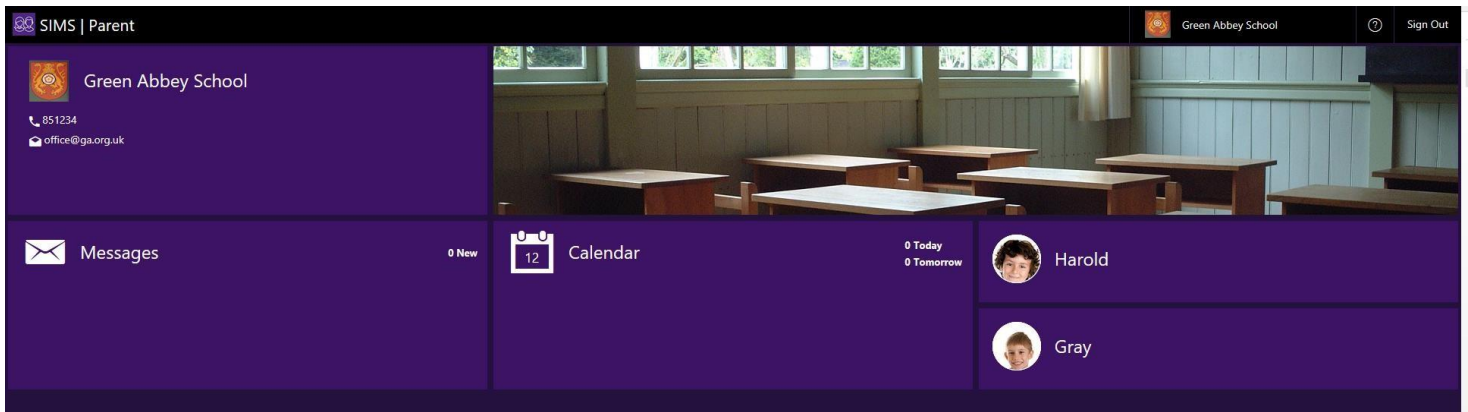 SIMS | Parent
Green Abbey School
Sign Out
Green Abbey School
851234
office@ga.org.uk
Messages
0 New
12
Calendar
0 Today
0 Tomorrow
Harold
Gray